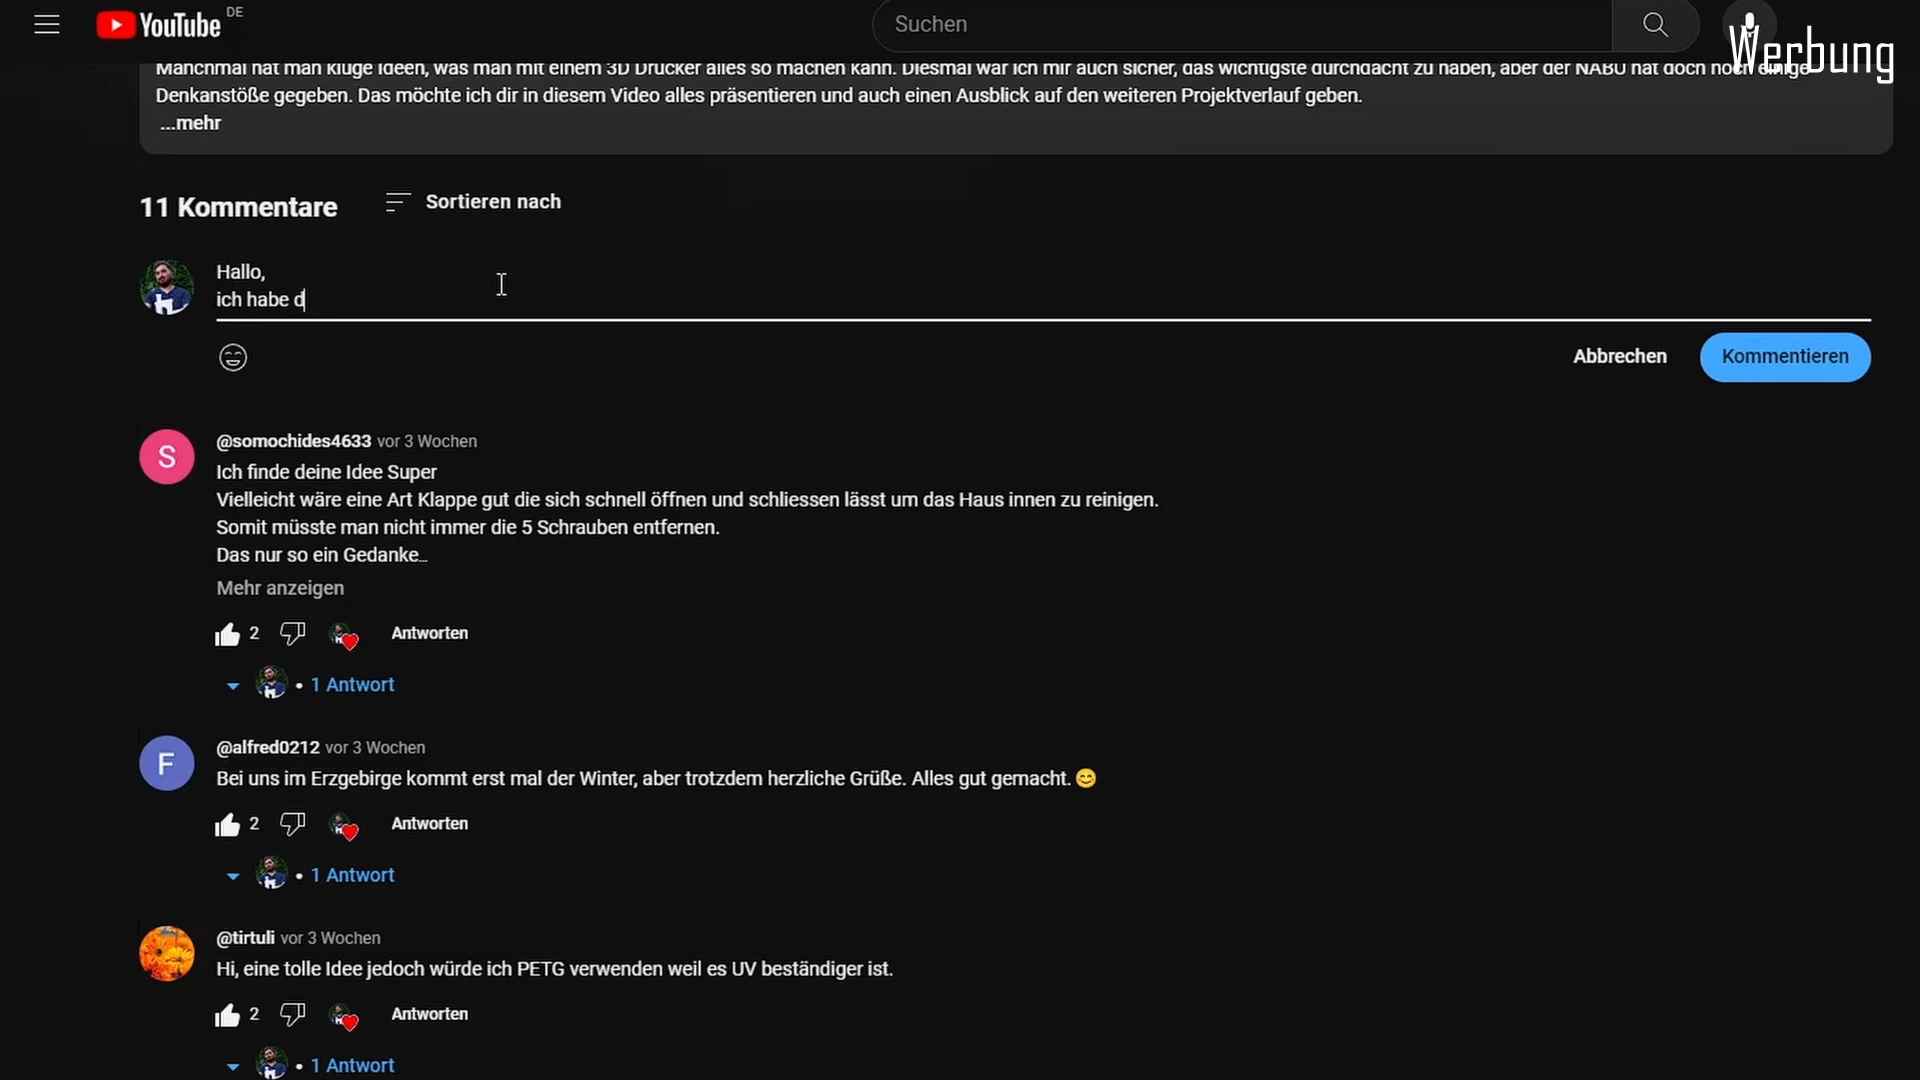 YouTube DE
Suchen
Werbung
Manchmal hat man kluge Ideen, was man mit einem 3D Drucker alles so machen kann. Diesmal war ich mir auch sicher, das wichtigste durchdacht zu haben, aber der NABU hat doch noch einige
Denkanstöße gegeben. Das möchte ich dir in diesem Video alles präsentieren und auch einen Ausblick auf den weiteren Projektverlauf geben.
...mehr
11 Kommentare
Sortieren nach
Hallo,
ich habe d
Abbrechen
Kommentieren
S
@somochides4633 vor 3 Wochen
Ich finde deine Idee Super
Vielleicht wäre eine Art Klappe gut die sich schnell öffnen und schliessen lässt um das Haus innen zu reinigen.
Somit müsste man nicht immer die 5 Schrauben entfernen.
Das nur so ein Gedanke...
Mehr anzeigen
2
Antworten
• 1 Antwort
F
@alfred0212 vor 3 Wochen
Bei uns im Erzgebirge kommt erst mal der Winter, aber trotzdem herzliche Grüße. Alles gut gemacht. 😊
2
Antworten
• 1 Antwort
@tirtuli vor 3 Wochen
Hi, eine tolle Idee jedoch würde ich PETG verwenden weil es UV beständiger ist.
2
Antworten
• 1 Antwort